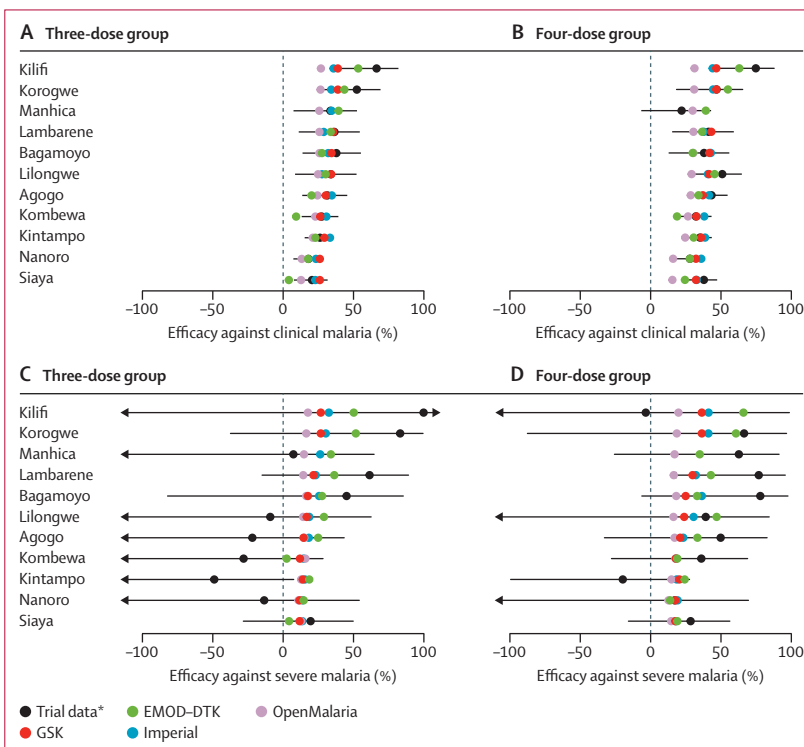 A Three-dose group
B Four-dose group
Kilifi
Korogwe
Manhica
Lambarene
Bagamoyo
Lilongwe
Agogo
Kombewa
Kintampo
Nanoro
Siaya
–100 –50 0 50 100
–100 –50 0 50 100
Efficacy against clinical malaria (%)
Efficacy against clinical malaria (%)
C Three-dose group
D Four-dose group
Kilifi
Korogwe
Manhica
Lambarene
Bagamoyo
Lilongwe
Agogo
Kombewa
Kintampo
Nanoro
Siaya
–100 –50 0 50 100
–100 –50 0 50 100
Efficacy against severe malaria (%)
Efficacy against severe malaria (%)
Trial data* EMOD–DTK OpenMalaria
GSK Imperial